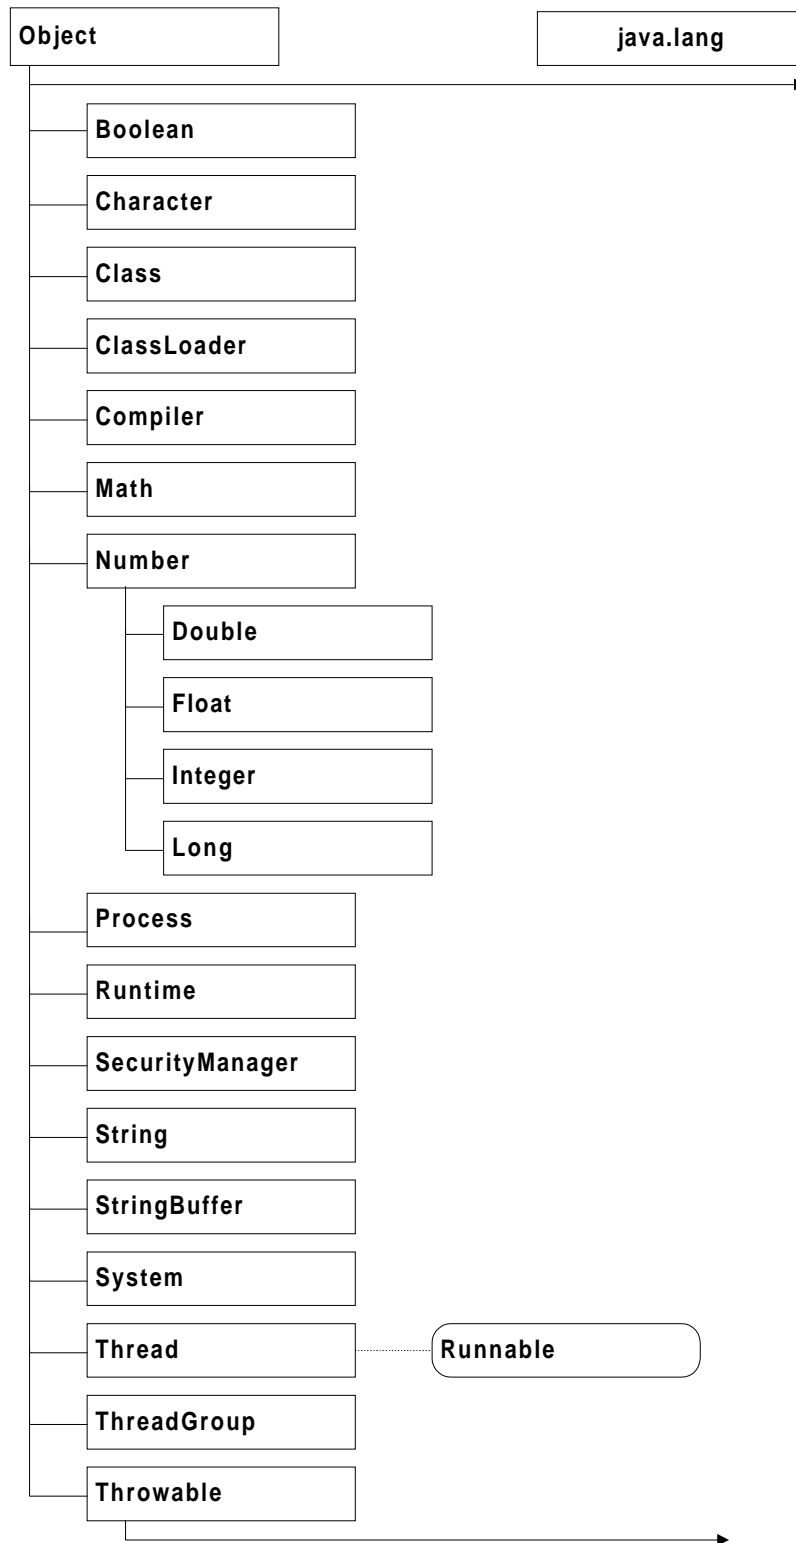 Object
java.lang
Boolean
Character
Class
ClassLoader
Compiler
Math
Number
Double
Float
Integer
Long
Process
Runtime
SecurityManager
String
StringBuffer
System
Thread
Runnable
ThreadGroup
Throwable